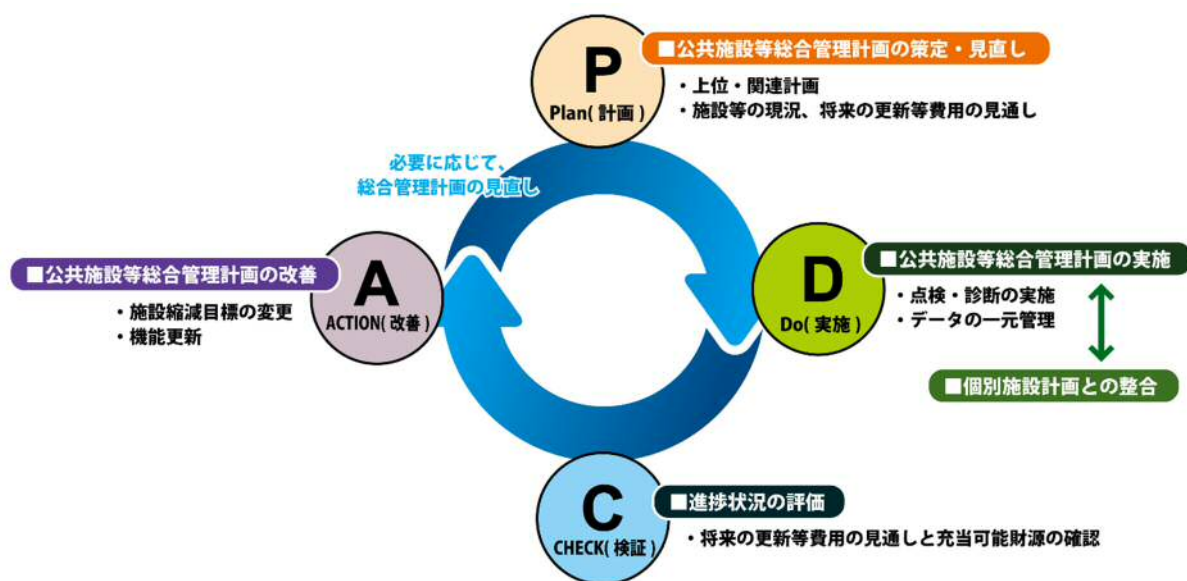 P
Plan( 計画 )
■公共施設等総合管理計画の策定・見直し
・上位・関連計画
・施設等の現況、将来の更新等費用の見通し
必要に応じて、
総合管理計画の見直し
D
Do( 実施 )
■公共施設等総合管理計画の実施
・点検・診断の実施
・データの一元管理
■個別施設計画との整合
C
CHECK( 検証 )
■進捗状況の評価
・将来の更新等費用の見通しと充当可能財源の確認
A
ACTION( 改善 )
■公共施設等総合管理計画の改善
・施設縮減目標の変更
・機能更新